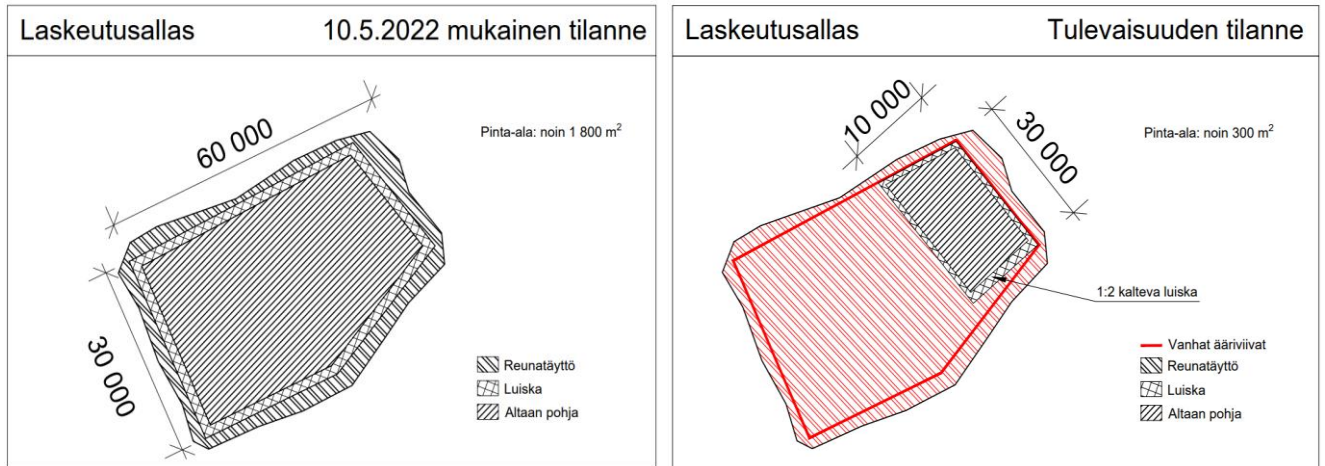 Laskeutusallas 10.5.2022 mukainen tilanne
60 000
Pinta-ala: noin 1 800 m²
30 000
Reunatäyttö
Luiska
Altaan pohja
Laskeutusallas Tulevaisuuden tilanne
10 000
30 000
Pinta-ala: noin 300 m²
1:2 kalteva luiska
Vanhat ääriviivat
Reunatäyttö
Luiska
Altaan pohja